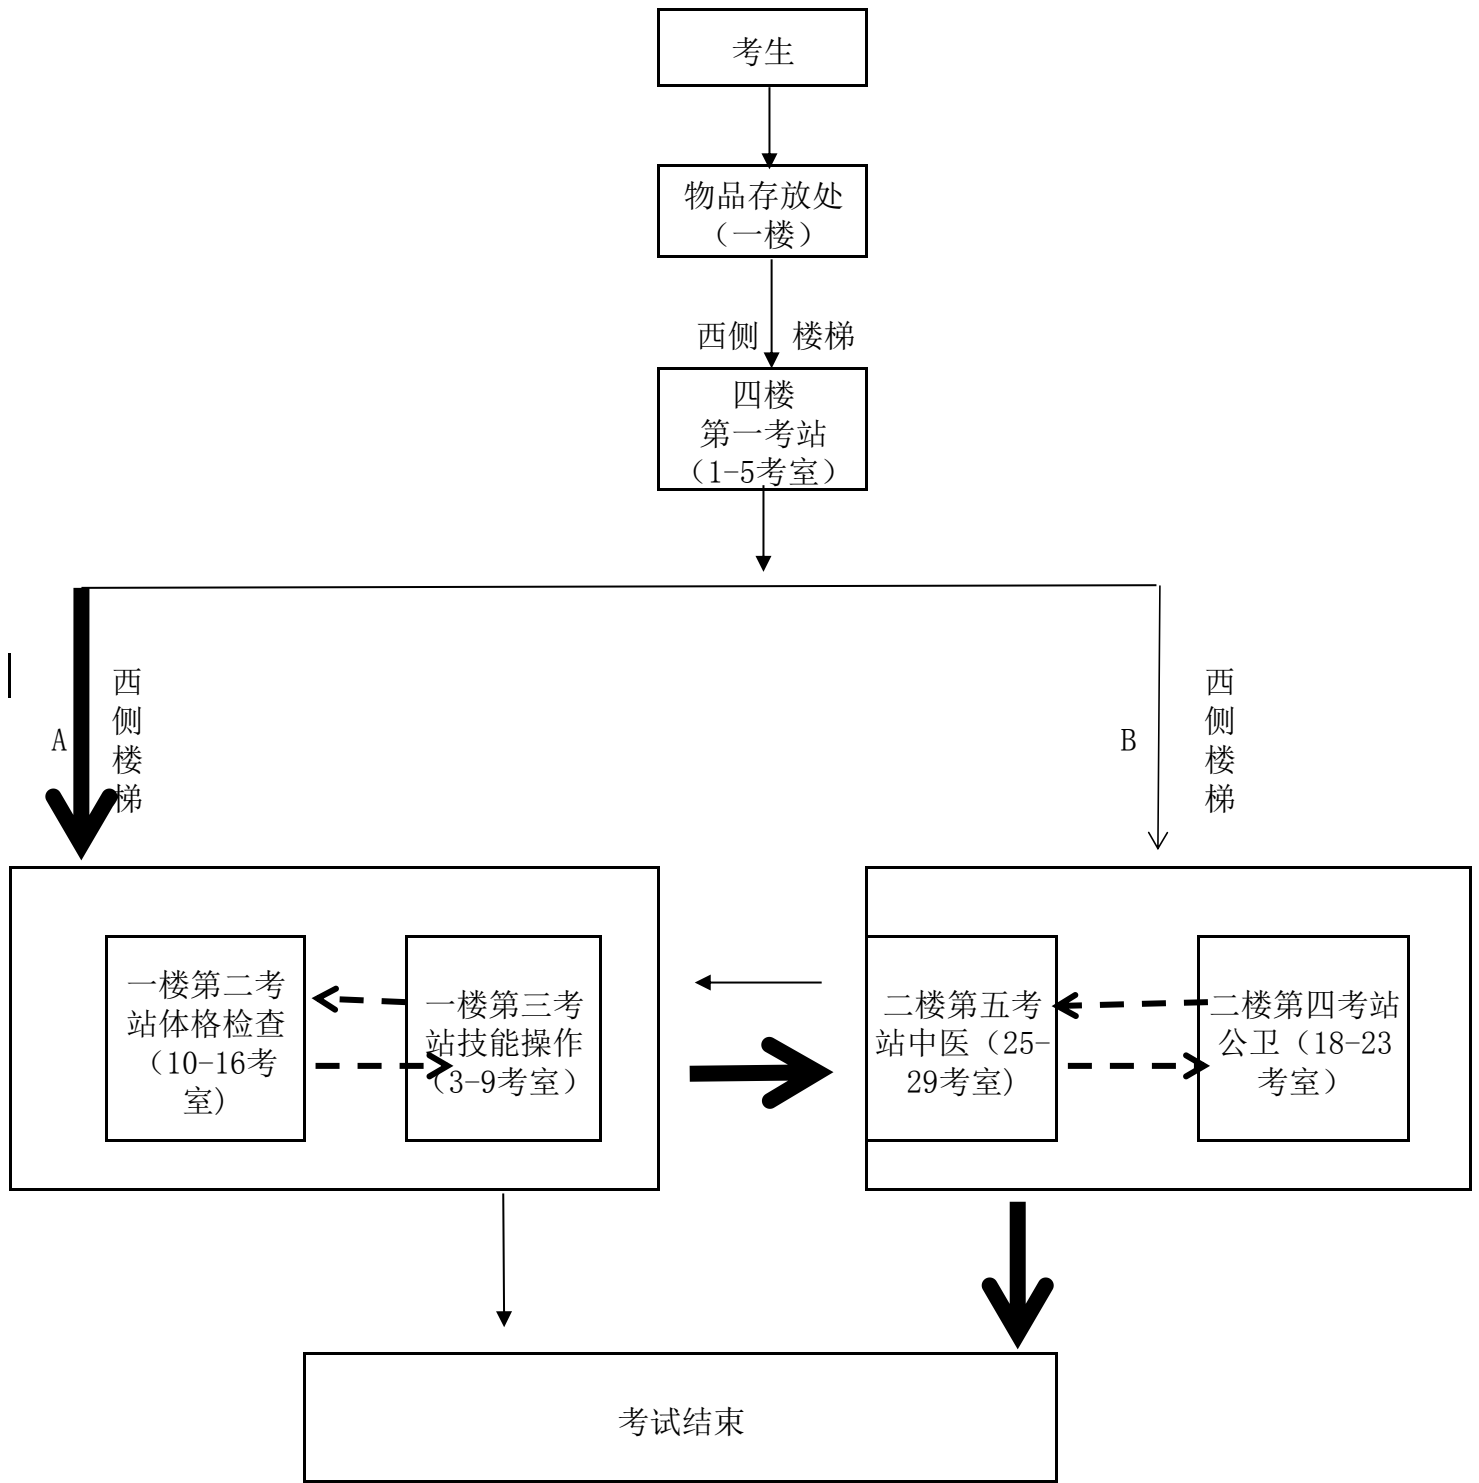 考生
物品存放处
（一楼）
西侧 楼梯
四楼
第一考站
（1-5考室）
A
西
侧
楼
梯
B
西
侧
楼
梯
一楼第二考
站体格检查
（10-16考
室)
一楼第三考
站技能操作
（3-9考室）
二楼第五考
站中医（25-
29考室)
二楼第四考站
公卫（18-23
考室）
考试结束